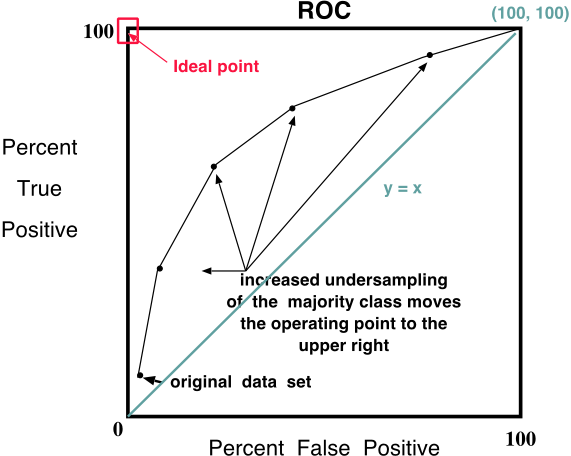 ROC
(100, 100)
100
Ideal point
Percent
True
Positive
y = x
increased undersampling
of the majority class moves
the operating point to the
upper right
original data set
0
100
Percent False Positive